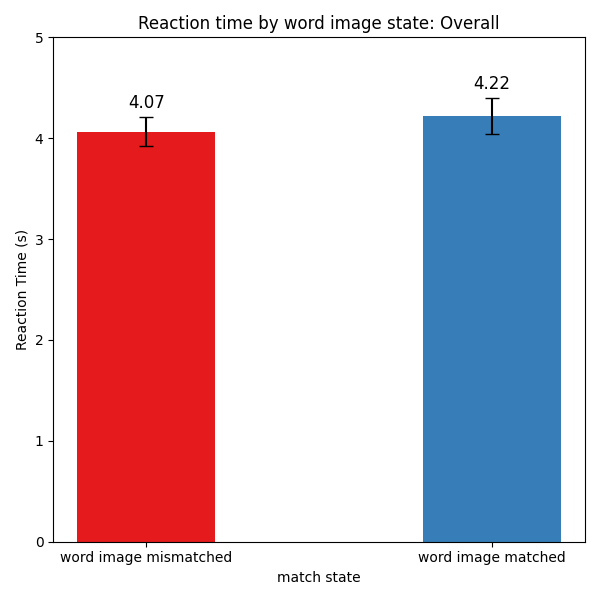 Reaction time by word image state: Overall
5
4.22
4.07
4
3
Reaction Time (s)
2
1
0
word image mismatched
word image matched
match state